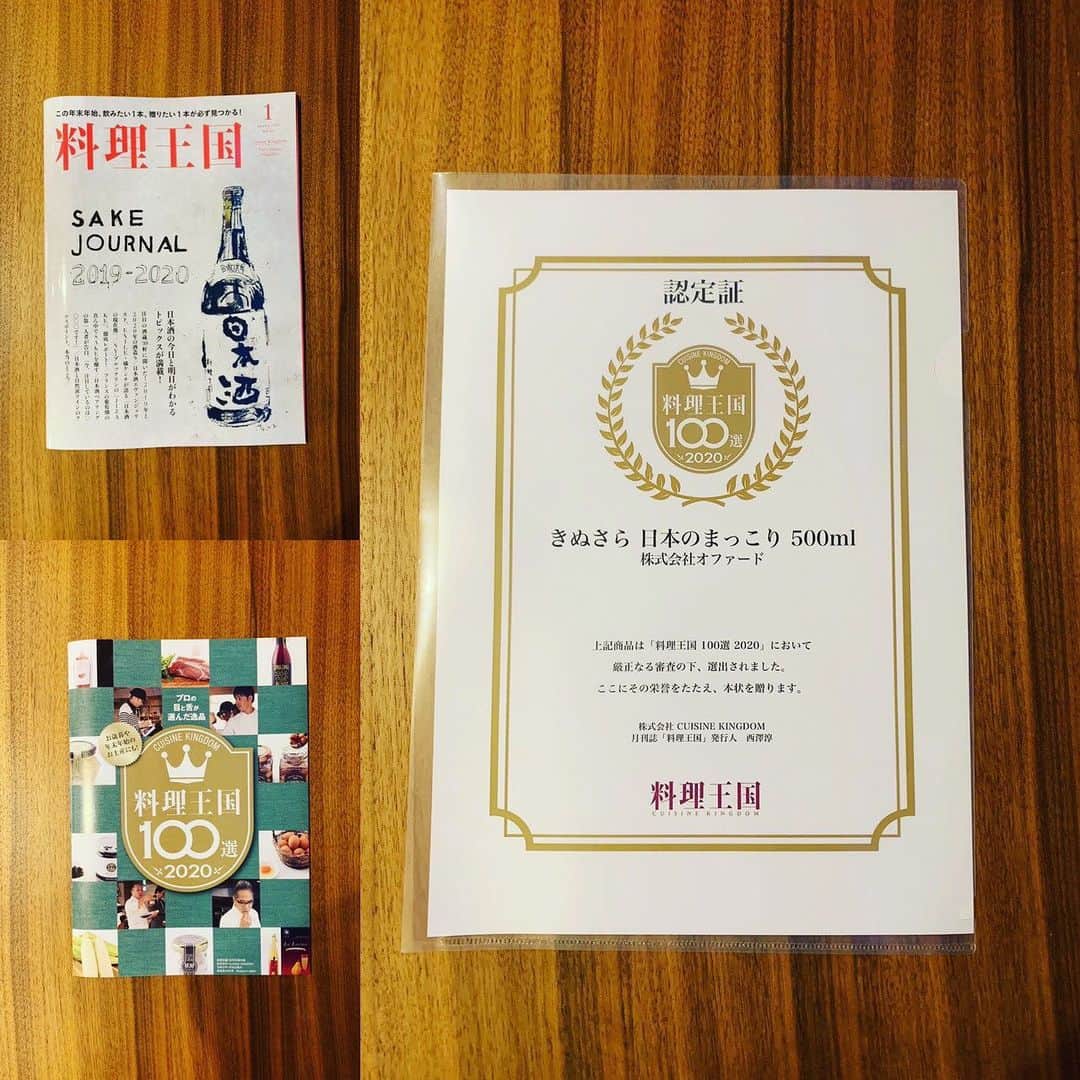 この年末年始、飲みたい1本、贈りたい1本が必ず見つかる!
料理王国
1
SAKE
JOURNAL
2019-2020
日本酒の今日と明日がわかる
トピックスが満載!
日本酒
プロの
目と舌が
選んだ逸品
お歳暮や
年末年始の
お土産にも!
CUISINE KINGDOM
料理王国
100選
2020
認定証
CUISINE KINGDOM
料理王国
100選
2020
きぬさら 日本のまっこり 500ml
株式会社オファード
上記商品は「料理王国 100選 2020」において
厳正なる審査の下、選出されました。
ここにその栄誉をたたえ、本状を贈ります。
株式会社 CUISINE KINGDOM
月刊誌「料理王国」発行人 西澤淳
料理王国
CUISINE KINGDOM